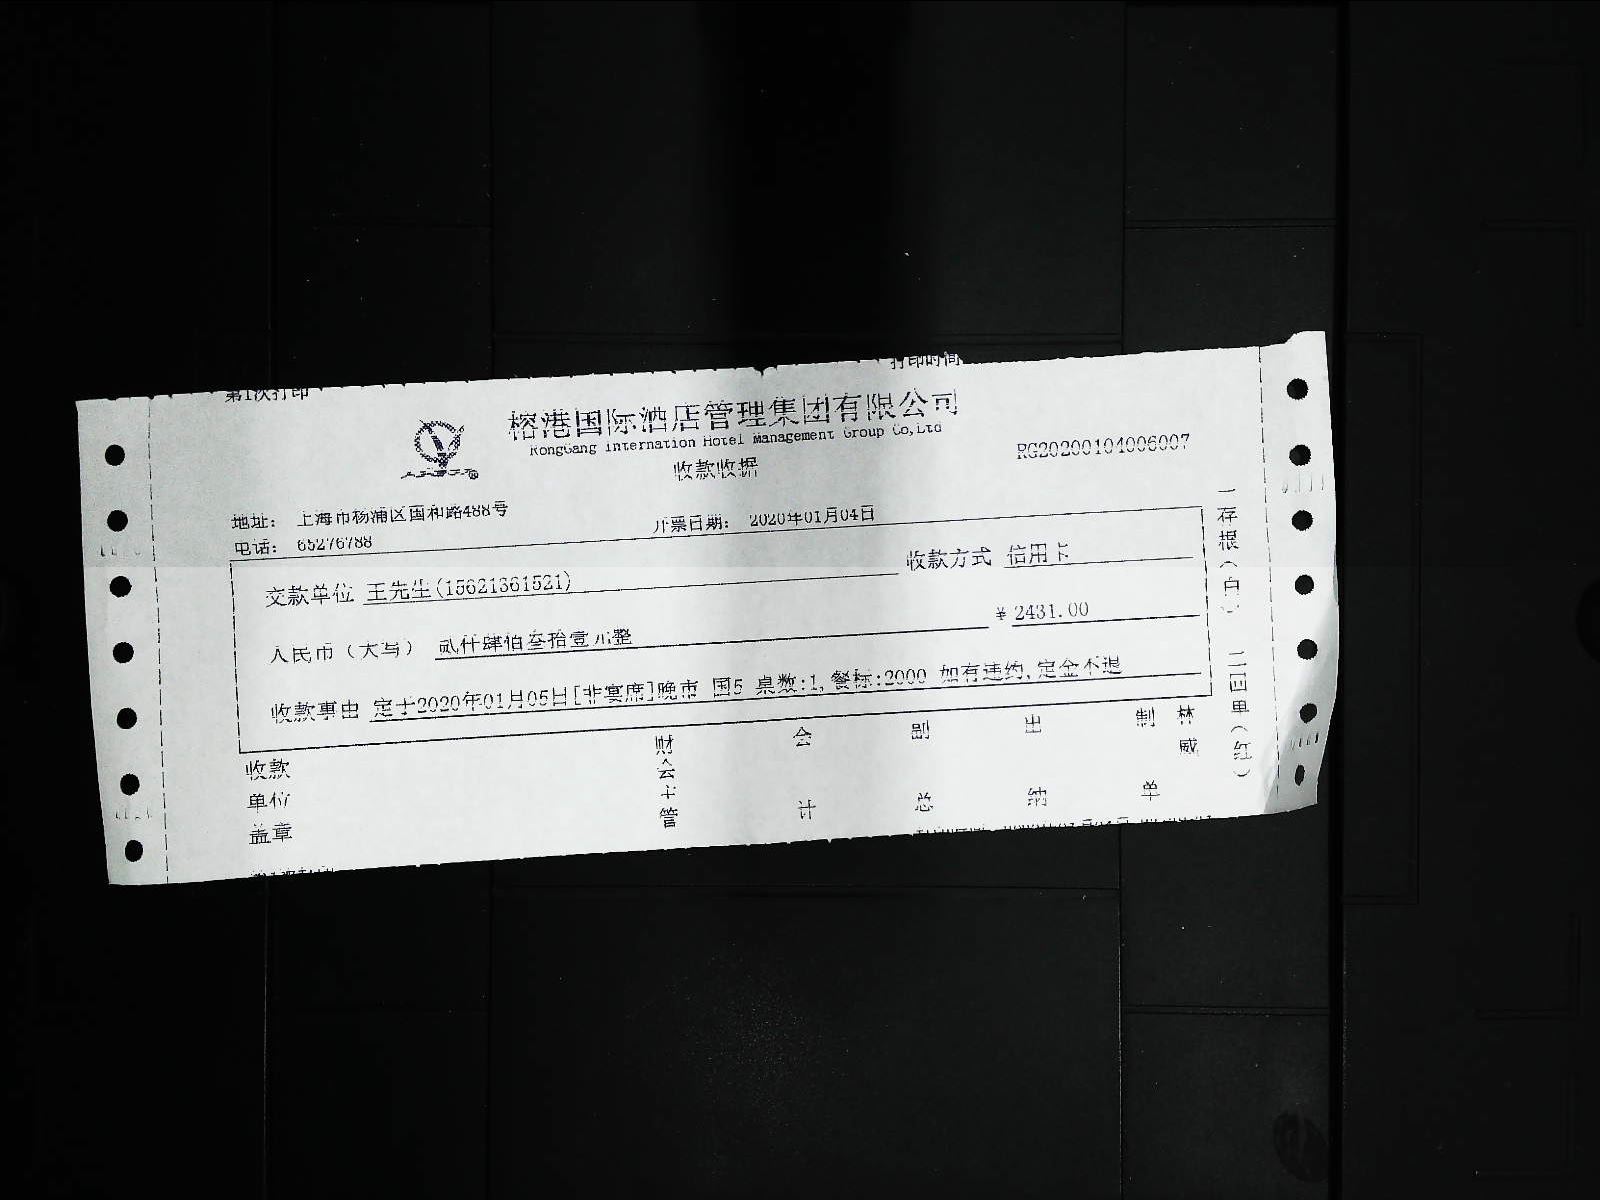 第1次打印 打印时间
榕港国际酒店管理集团有限公司
RongGang Internation Hotel Management Group Co,Ltd
收款收据
RG20200104006007
地址： 上海市杨浦区国和路488号
电话： 65276788
开票日期： 2020年01月04日
交款单位 王先生(15621361521) 收款方式 信用卡
人民币（大写） 贰仟肆佰叁拾壹元整 ¥ 2431.00
收款事由 定于2020年01月05日[非宴席]晚市 国5 桌数:1,餐标:2000 如有违约,定金不退
收款单位盖章 财会主管 会计 副总 出纳 制单 林威
一存根（白） 二回单（红）